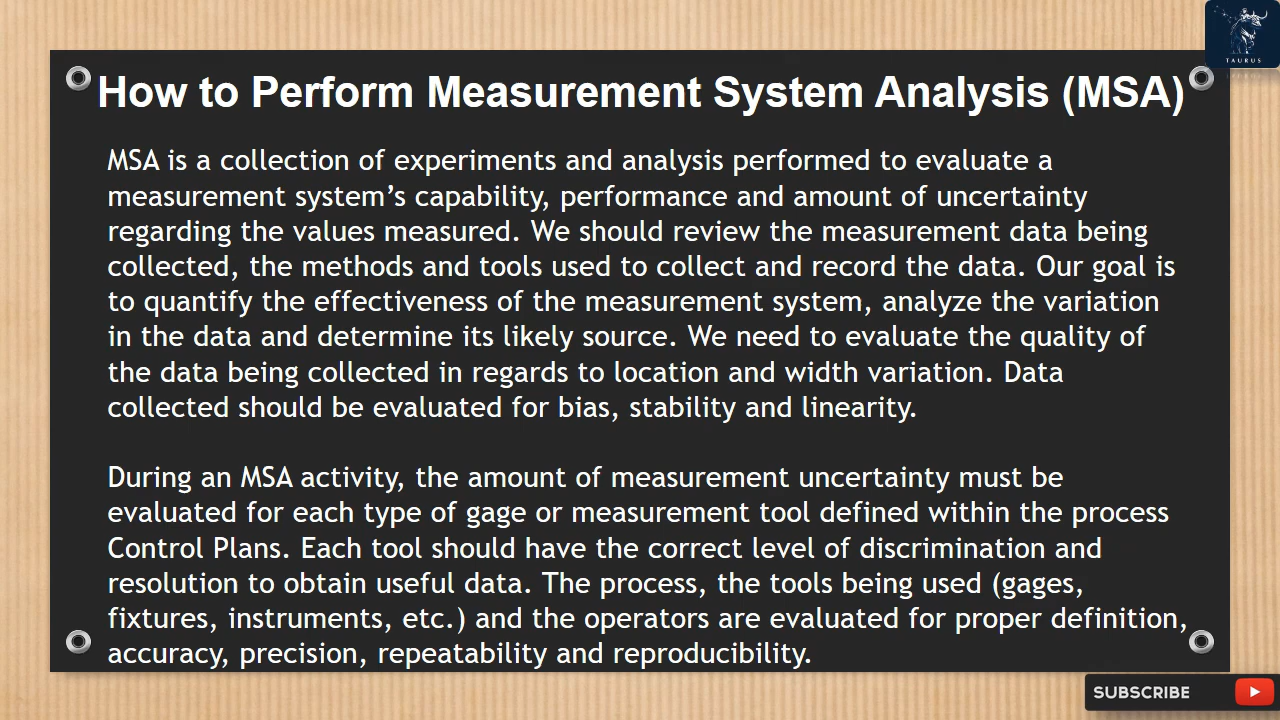 TAURUS
How to Perform Measurement System Analysis (MSA)
MSA is a collection of experiments and analysis performed to evaluate a
measurement system’s capability, performance and amount of uncertainty
regarding the values measured. We should review the measurement data being
collected, the methods and tools used to collect and record the data. Our goal is
to quantify the effectiveness of the measurement system, analyze the variation
in the data and determine its likely source. We need to evaluate the quality of
the data being collected in regards to location and width variation. Data
collected should be evaluated for bias, stability and linearity.
During an MSA activity, the amount of measurement uncertainty must be
evaluated for each type of gage or measurement tool defined within the process
Control Plans. Each tool should have the correct level of discrimination and
resolution to obtain useful data. The process, the tools being used (gages,
fixtures, instruments, etc.) and the operators are evaluated for proper definition,
accuracy, precision, repeatability and reproducibility.
SUBSCRIBE